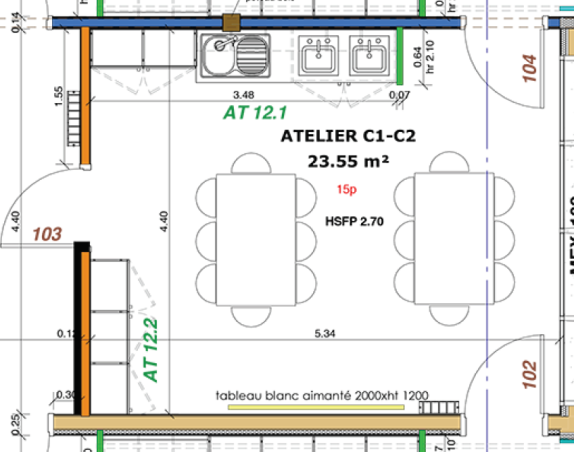 0.14
0.64
hr 2.10
104
3.48
0.07
1.55
AT 12.1
ATELIER C1-C2
23.55 m²
15p
HSFP 2.70
4.40
4.40
103
0.12
5.34
AT 12.2
102
0.30
tableau blanc aimanté 2000xht 1200
0.25